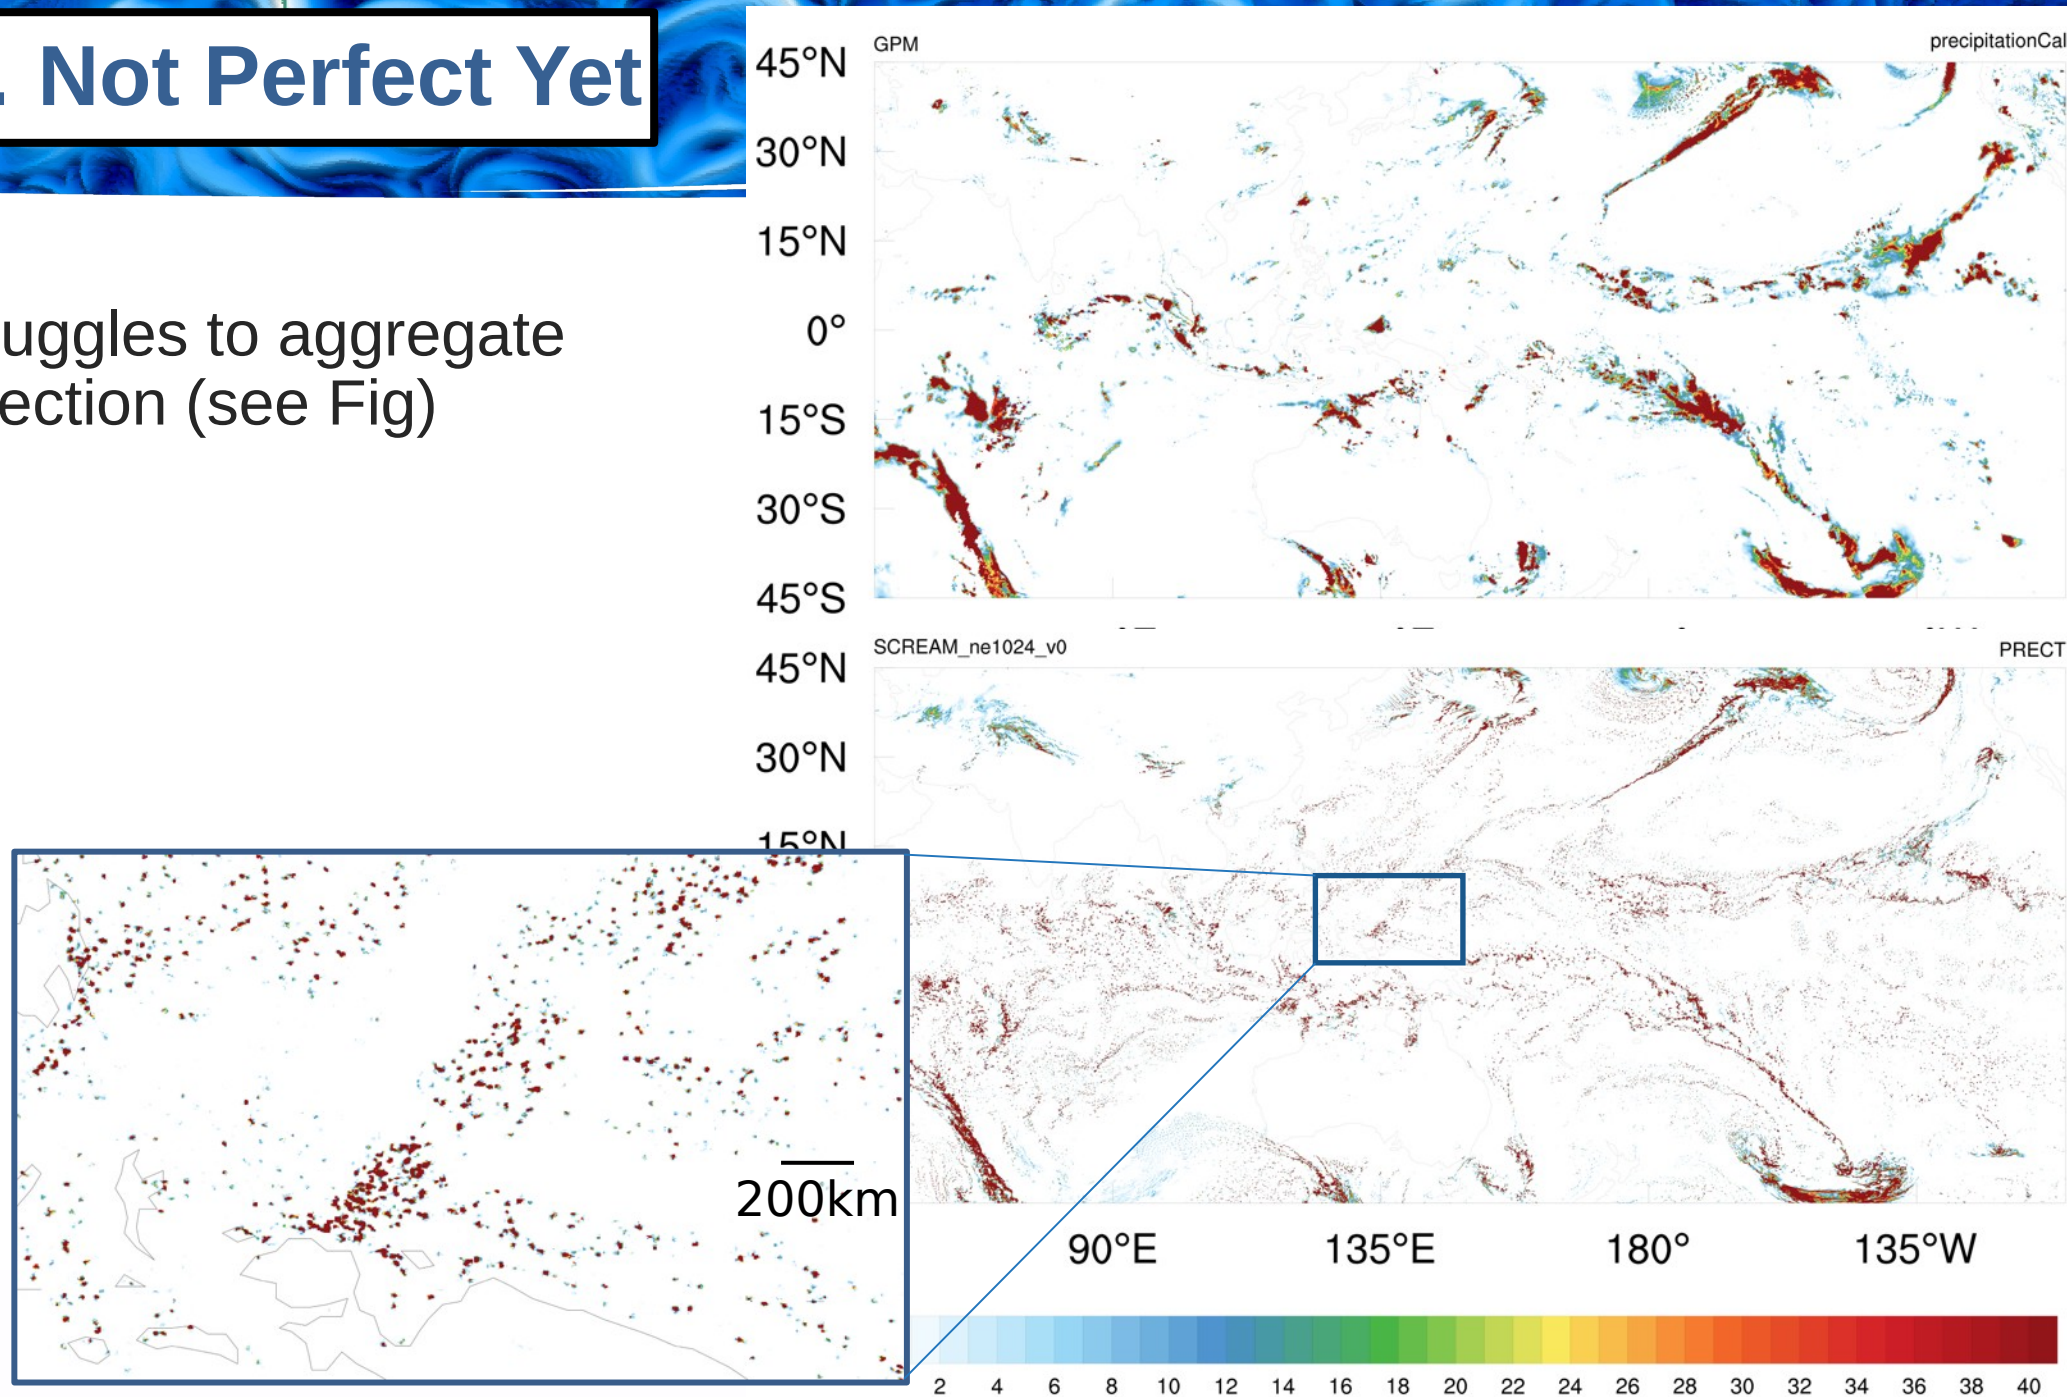 . Not Perfect Yet
uggles to aggregate
ection (see Fig)
GPM precipitationCal
45°N
30°N
15°N
0°
15°S
30°S
45°S
SCREAM_ne1024_v0 PRECT
45°N
30°N
15°N
200km
90°E 135°E 180° 135°W
2 4 6 8 10 12 14 16 18 20 22 24 26 28 30 32 34 36 38 40